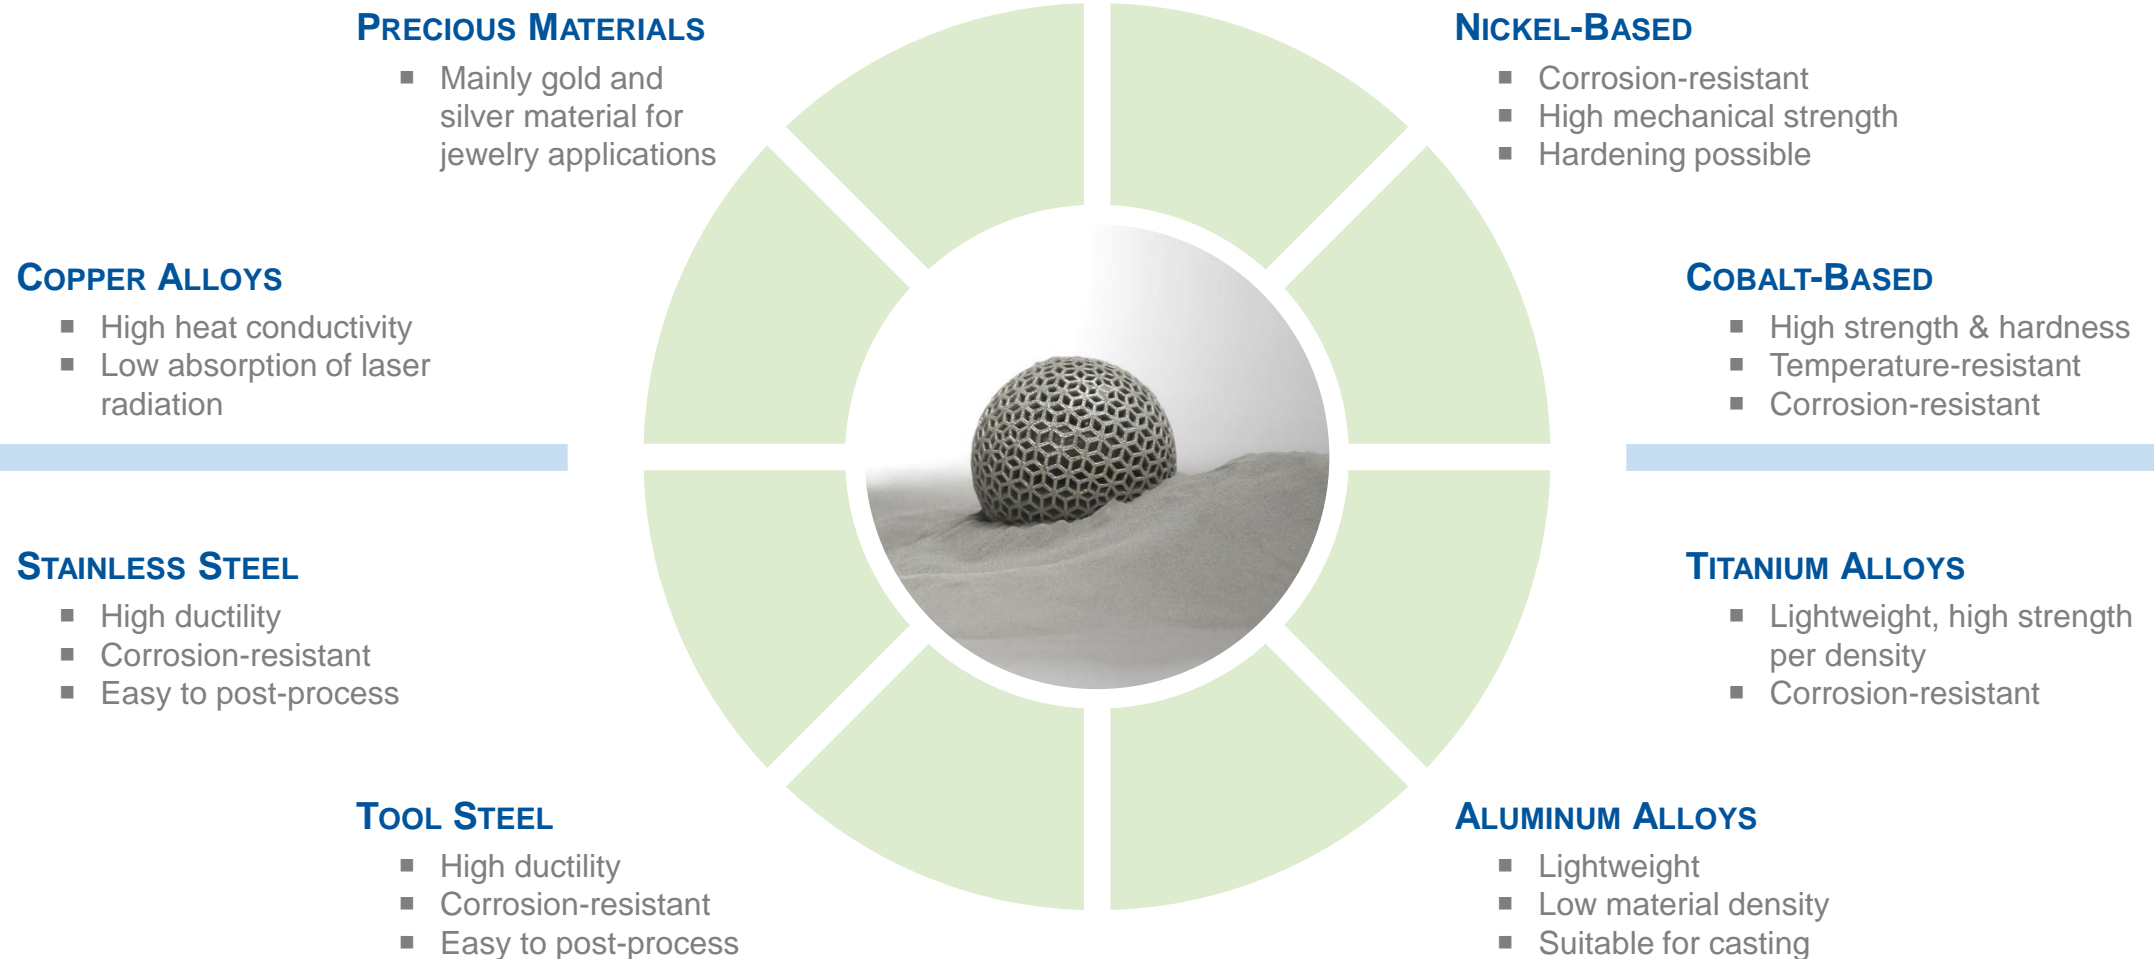 PRECIOUS MATERIALS
■ Mainly gold and
silver material for
jewelry applications
NICKEL-BASED
■ Corrosion-resistant
■ High mechanical strength
■ Hardening possible
COPPER ALLOYS
■ High heat conductivity
■ Low absorption of laser
radiation
COBALT-BASED
■ High strength & hardness
■ Temperature-resistant
■ Corrosion-resistant
STAINLESS STEEL
■ High ductility
■ Corrosion-resistant
■ Easy to post-process
TITANIUM ALLOYS
■ Lightweight, high strength
per density
■ Corrosion-resistant
TOOL STEEL
■ High ductility
■ Corrosion-resistant
■ Easy to post-process
ALUMINUM ALLOYS
■ Lightweight
■ Low material density
■ Suitable for casting